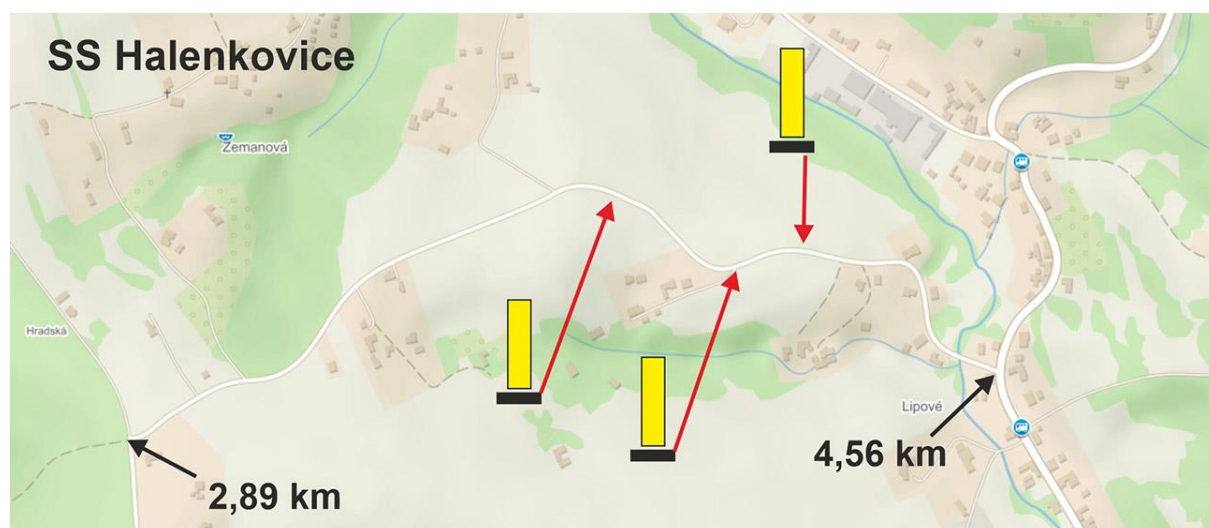 SS Halenkovice
Zemanová
Hradská
Lipové
4,56 km
2,89 km